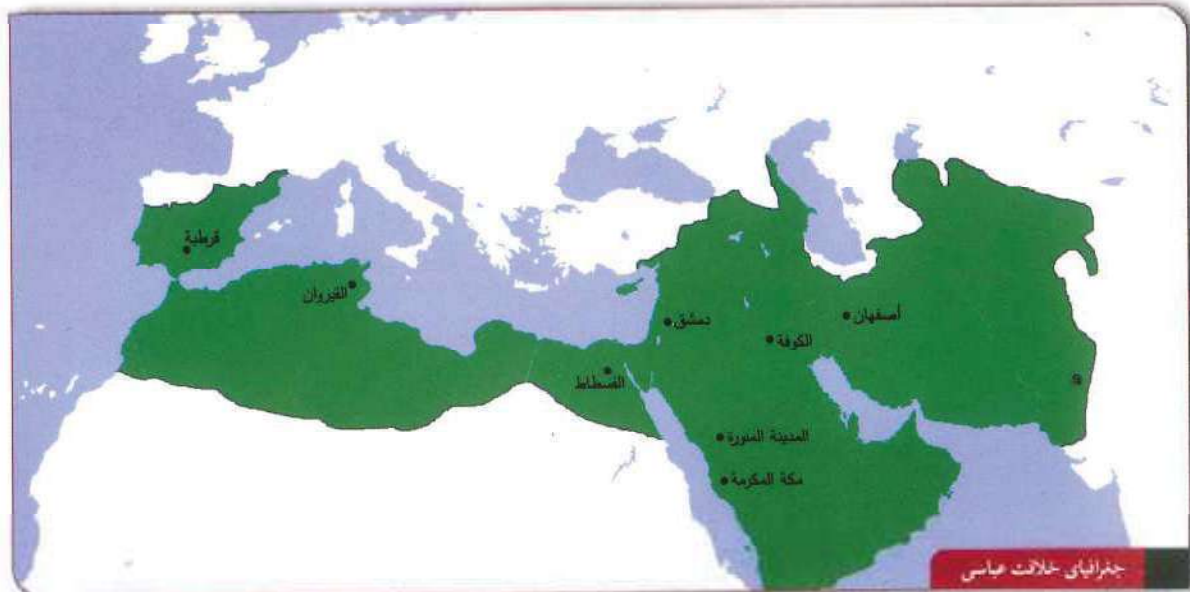 قرطبة
القيروان
دمشق
أصفهان
الكوفة
الفسطاط
المدينة المنورة
مكة المكرمة
جغرافیای خلافت عباسی